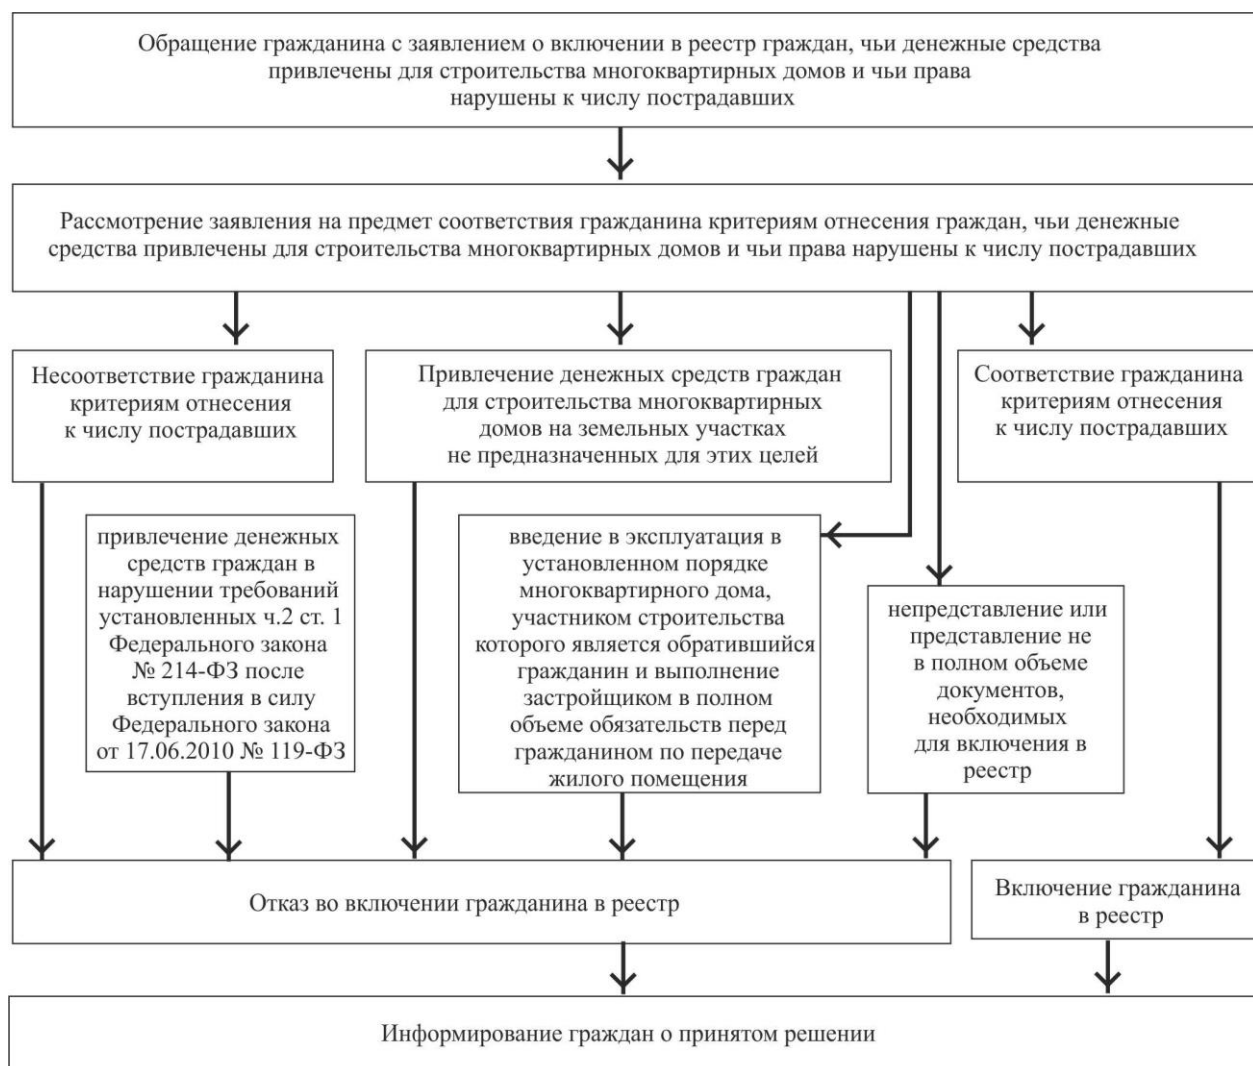 Обращение гражданина с заявлением о включении в реестр граждан, чьи денежные средства
привлечены для строительства многоквартирных домов и чьи права
нарушены к числу пострадавших
Рассмотрение заявления на предмет соответствия гражданина критериям отнесения граждан, чьи денежные
средства привлечены для строительства многоквартирных домов и чьи права нарушены к числу пострадавших
Несоответствие гражданина
критериям отнесения
к числу пострадавших
Привлечение денежных средств граждан
для строительства многоквартирных
домов на земельных участках
не предназначенных для этих целей
Соответствие гражданина
критериям отнесения
к числу пострадавших
привлечение денежных
средств граждан в
нарушении требований
установленных ч.2 ст. 1
Федерального закона
№ 214-ФЗ после
вступления в силу
Федерального закона
от 17.06.2010 № 119-ФЗ
введение в эксплуатация в
установленном порядке
многоквартирного дома,
участником строительства
которого является обратившийся
гражданин и выполнение
застройщиком в полном
объеме обязательств перед
гражданином по передаче
жилого помещения
непредставление или
представление не
в полном объеме
документов,
необходимых
для включения в
реестр
Отказ во включении гражданина в реестр
Включение гражданина
в реестр
Информирование граждан о принятом решении